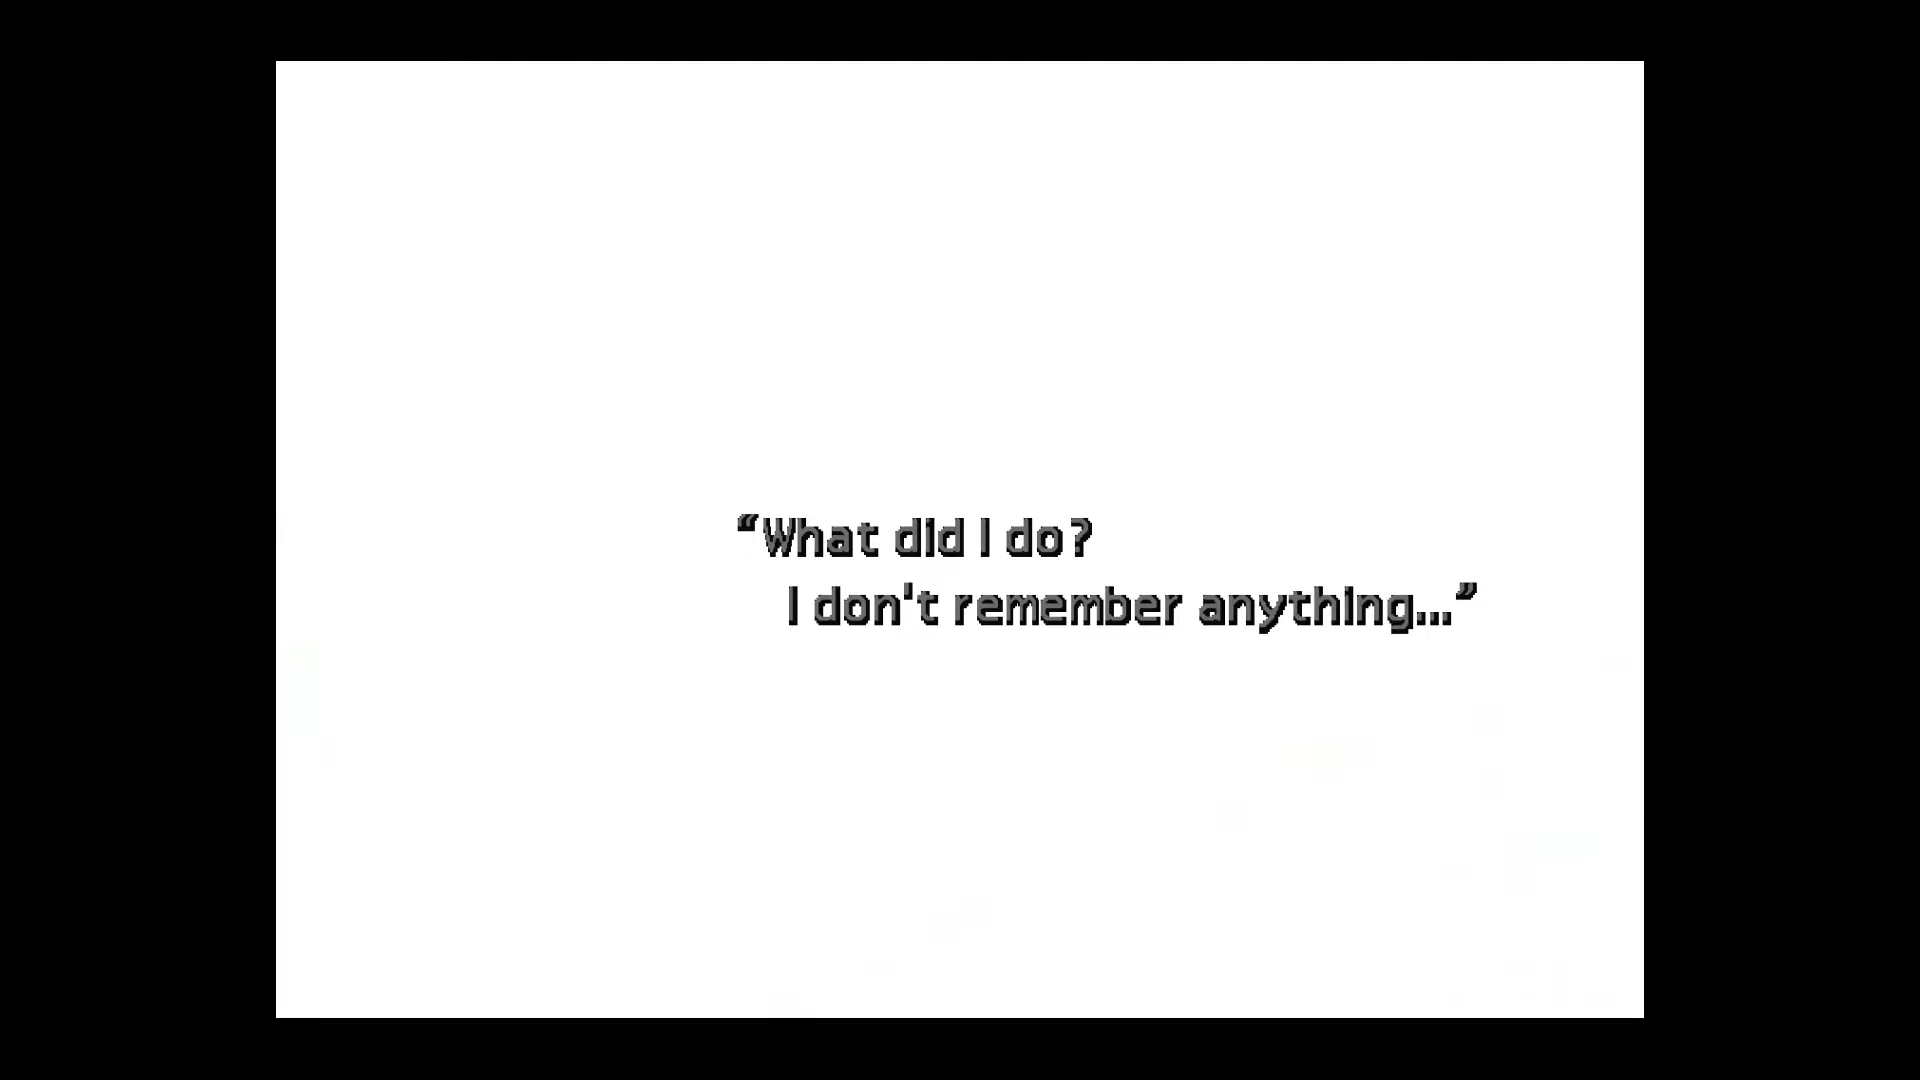 “What did I do?
I don't remember anything...”